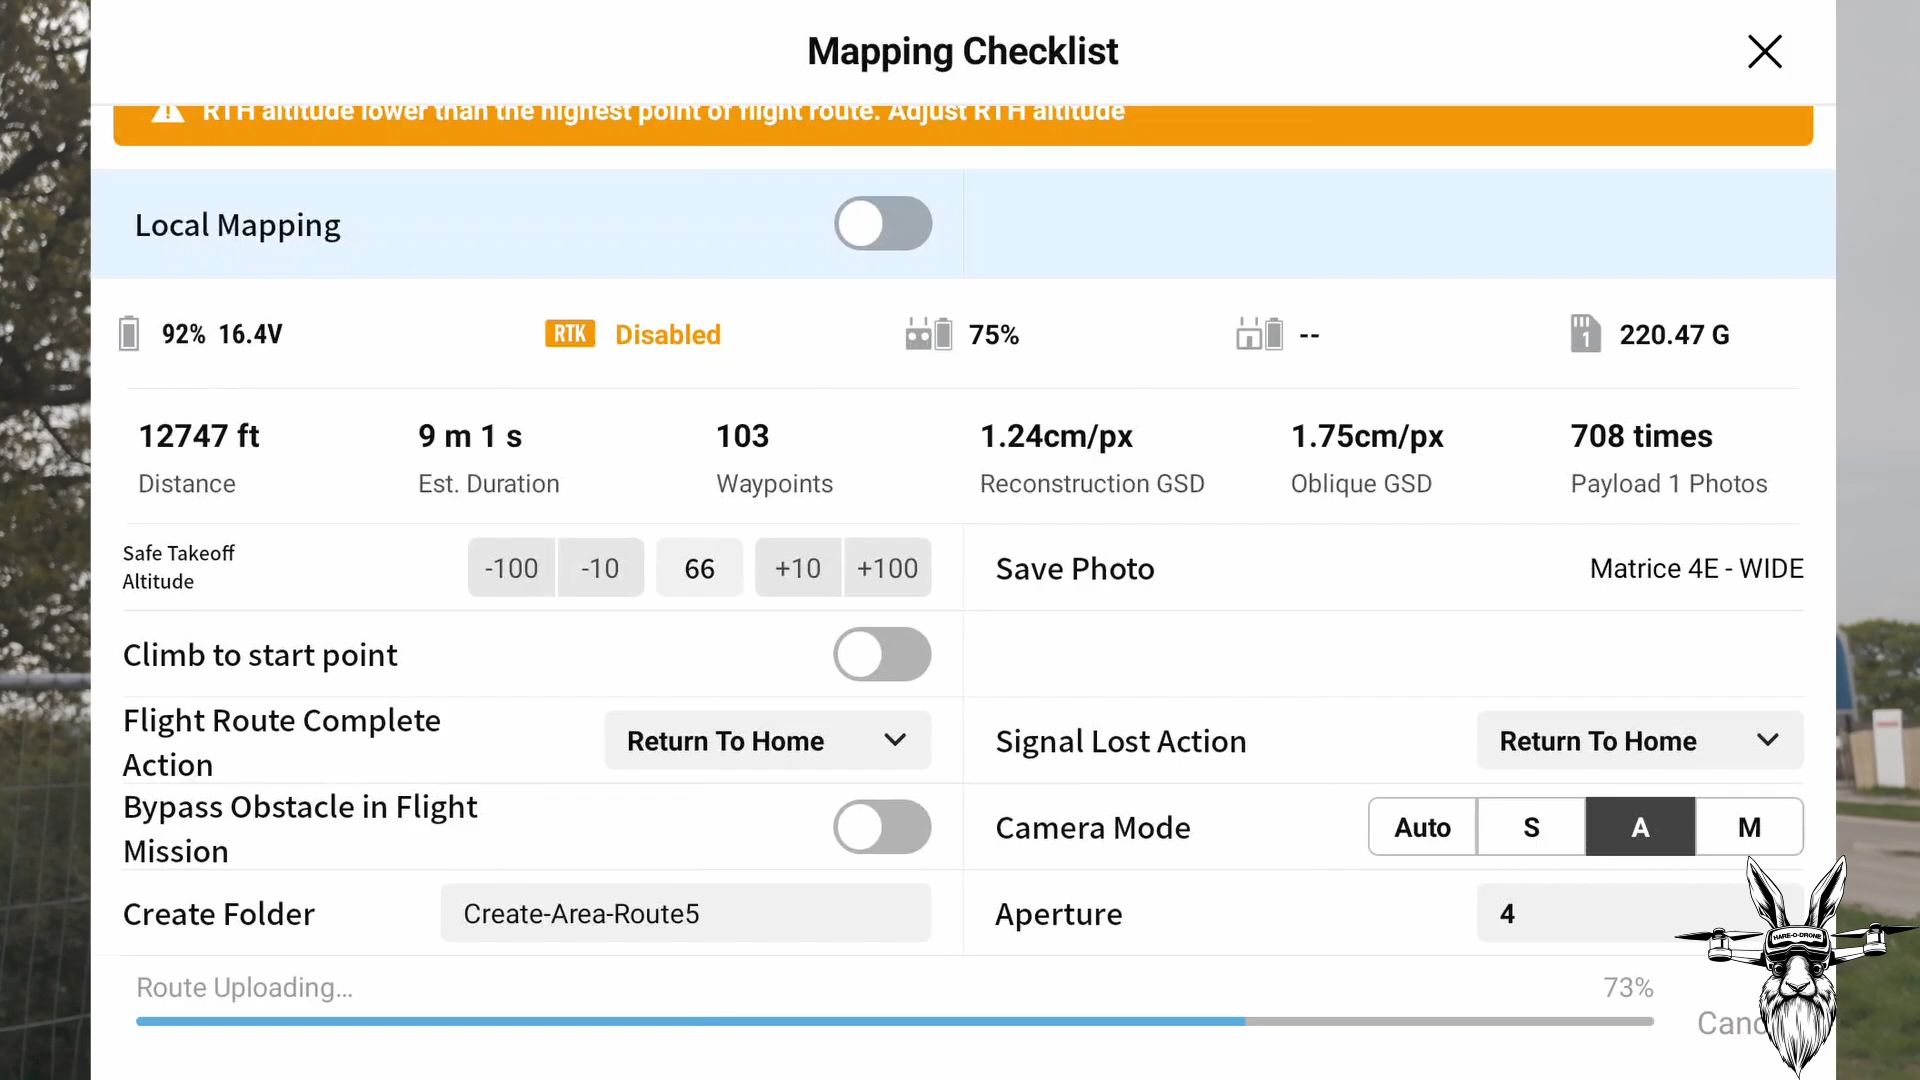 Mapping Checklist
RTH altitude lower than the highest point of flight route. Adjust RTH altitude
Local Mapping
92% 16.4V
RTK Disabled
75%
--
1 220.47 G
12747 ft
Distance
9 m 1 s
Est. Duration
103
Waypoints
1.24cm/px
Reconstruction GSD
1.75cm/px
Oblique GSD
708 times
Payload 1 Photos
Safe Takeoff
Altitude
-100 -10 66 +10 +100
Save Photo
Matrice 4E - WIDE
Climb to start point
Flight Route Complete
Action
Return To Home
Signal Lost Action
Return To Home
Bypass Obstacle in Flight
Mission
Camera Mode
Auto S A M
Create Folder
Create-Area-Route5
Aperture
4
HARE-O-DRONE
Route Uploading...
73%
Canc